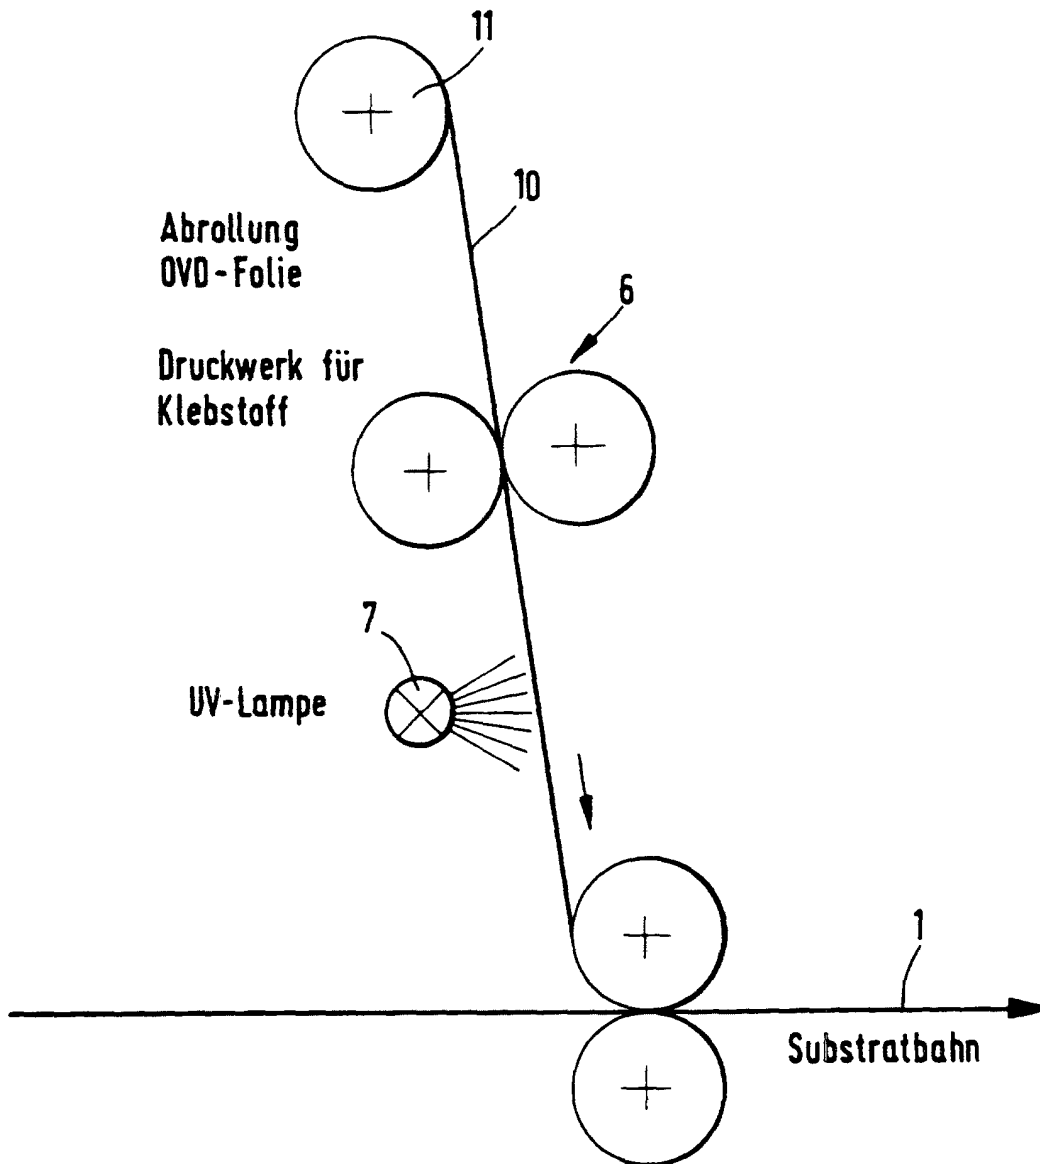 11
10
Abrollung
OVD-Folie
6
Druckwerk für
Klebstoff
7
UV-Lampe
1
Substratbahn